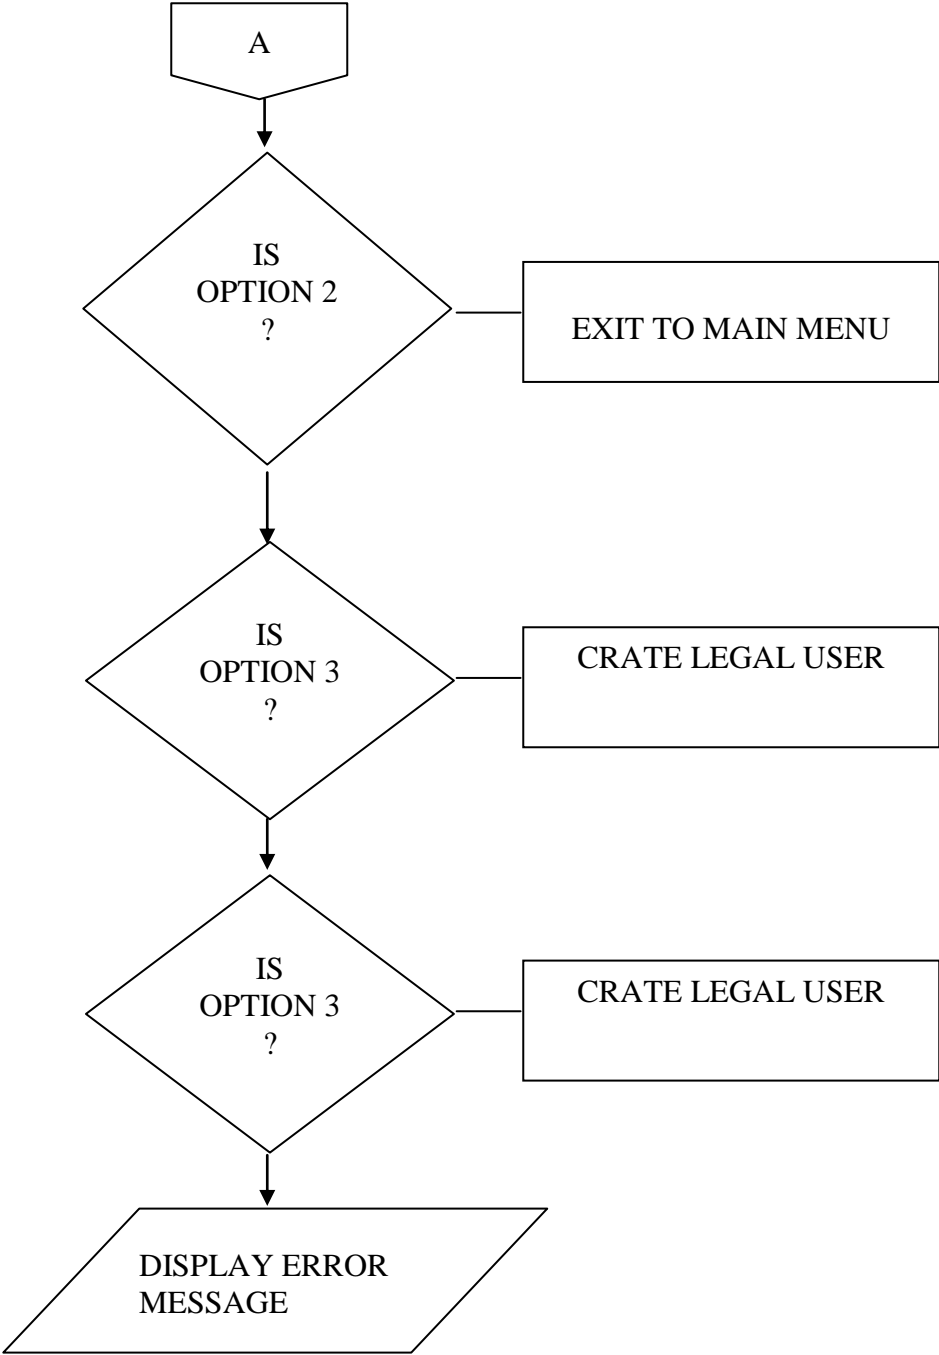 A
IS
OPTION 2
?
EXIT TO MAIN MENU
IS
OPTION 3
?
CRATE LEGAL USER
IS
OPTION 3
?
CRATE LEGAL USER
DISPLAY ERROR
MESSAGE